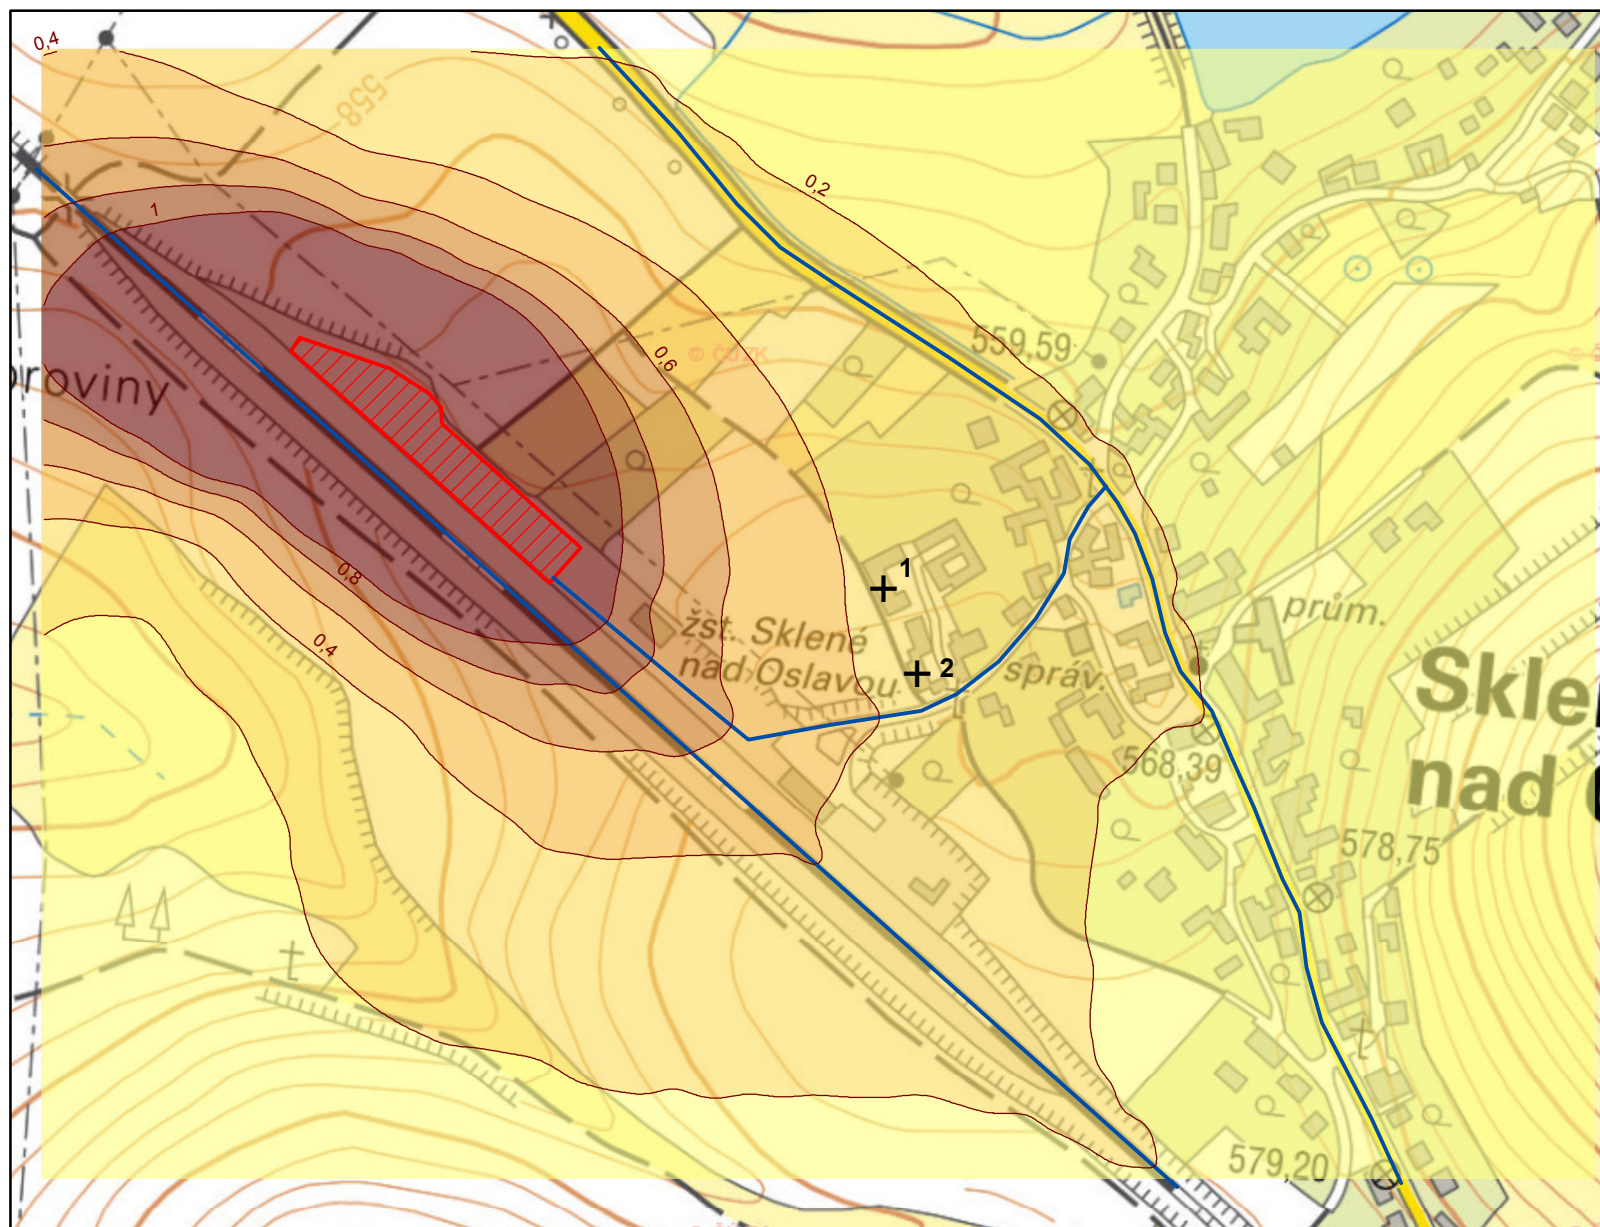 0,4
558
0,2
1
559,59
0,6
© ČÚZK
roviny
0,8
1
prům.
žst. Sklené
nad Oslavou
2
správ.
0,4
Skle
nad
568,39
578,75
579,20